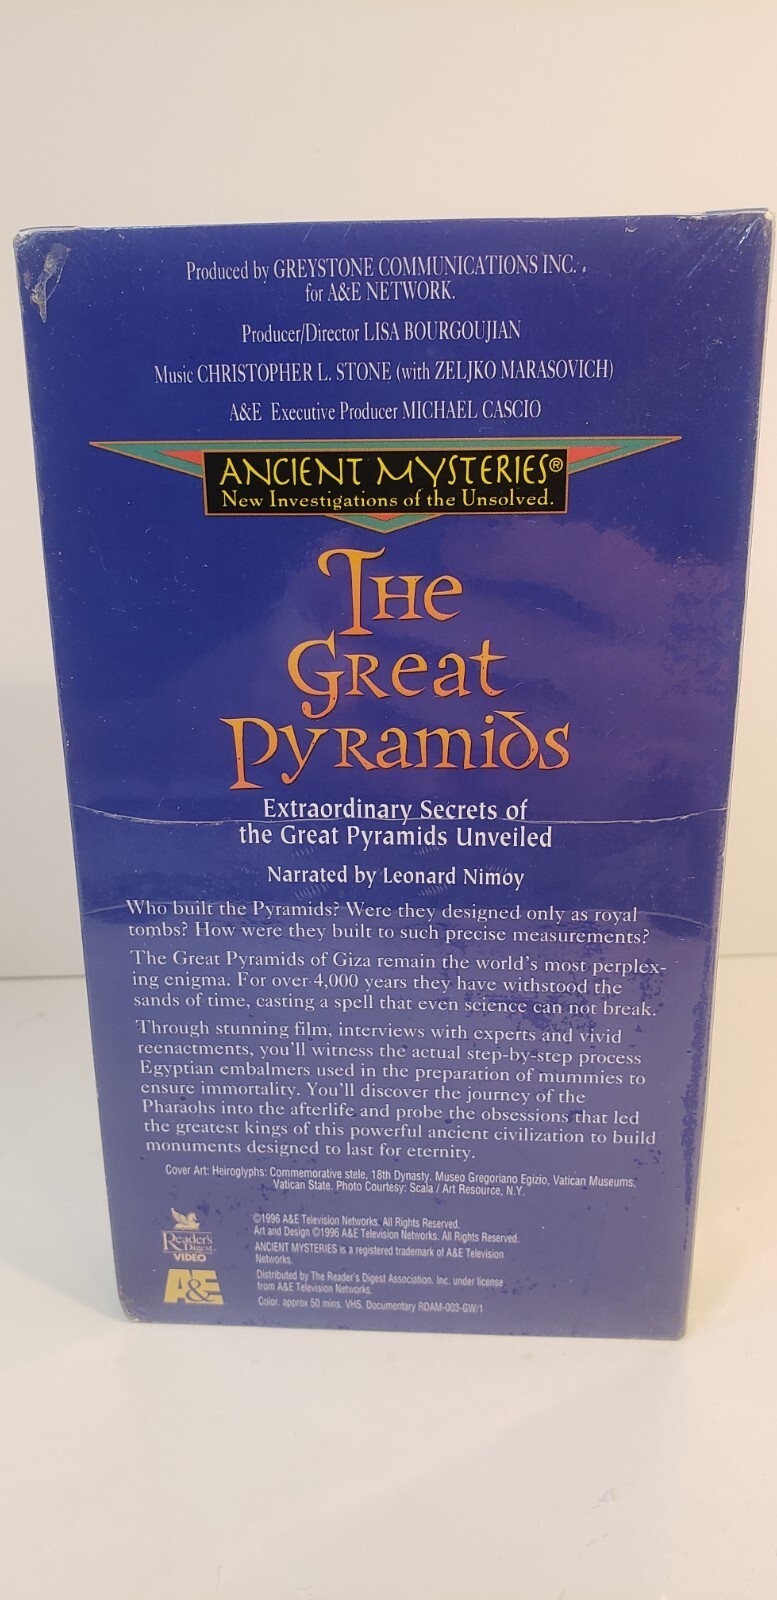 Produced by GREYSTONE COMMUNICATIONS INC.
for A&E NETWORK.
Producer/Director LISA BOURGOUJIAN
Music CHRISTOPHER L. STONE (with ZELJKO MARASOVICH)
A&E Executive Producer MICHAEL CASCIO
ANCIENT MYSTERIES®
New Investigations of the Unsolved.
The
Great
Pyramids
Extraordinary Secrets of
the Great Pyramids Unveiled
Narrated by Leonard Nimoy
Who built the Pyramids? Were they designed only as royal
tombs? How were they built to such precise measurements?
The Great Pyramids of Giza remain the world's most perplex-
ing enigma. For over 4,000 years they have withstood the
sands of time, casting a spell that even science can not break.
Through stunning film, interviews with experts and vivid
reenactments, you'll witness the actual step-by-step process
Egyptian embalmers used in the preparation of mummies to
ensure immortality. You'll discover the journey of the
Pharaohs into the afterlife and probe the obsessions that led
the greatest kings of this powerful ancient civilization to build
monuments designed to last for eternity.
Cover Art: Heiroglyphs: Commemorative stele, 18th Dynasty. Museo Gregoriano Egizio, Vatican Museums,
Vatican State. Photo Courtesy: Scala / Art Resource, N.Y.
Reader's
Digest
VIDEO
A&E
©1996 A&E Television Networks. All Rights Reserved.
Art and Design ©1996 A&E Television Networks. All Rights Reserved.
ANCIENT MYSTERIES is a registered trademark of A&E Television
Networks.
Distributed by The Reader's Digest Association, Inc. under license
from A&E Television Networks.
Color. approx 50 mins. VHS. Documentary RDAM-003-GW/1